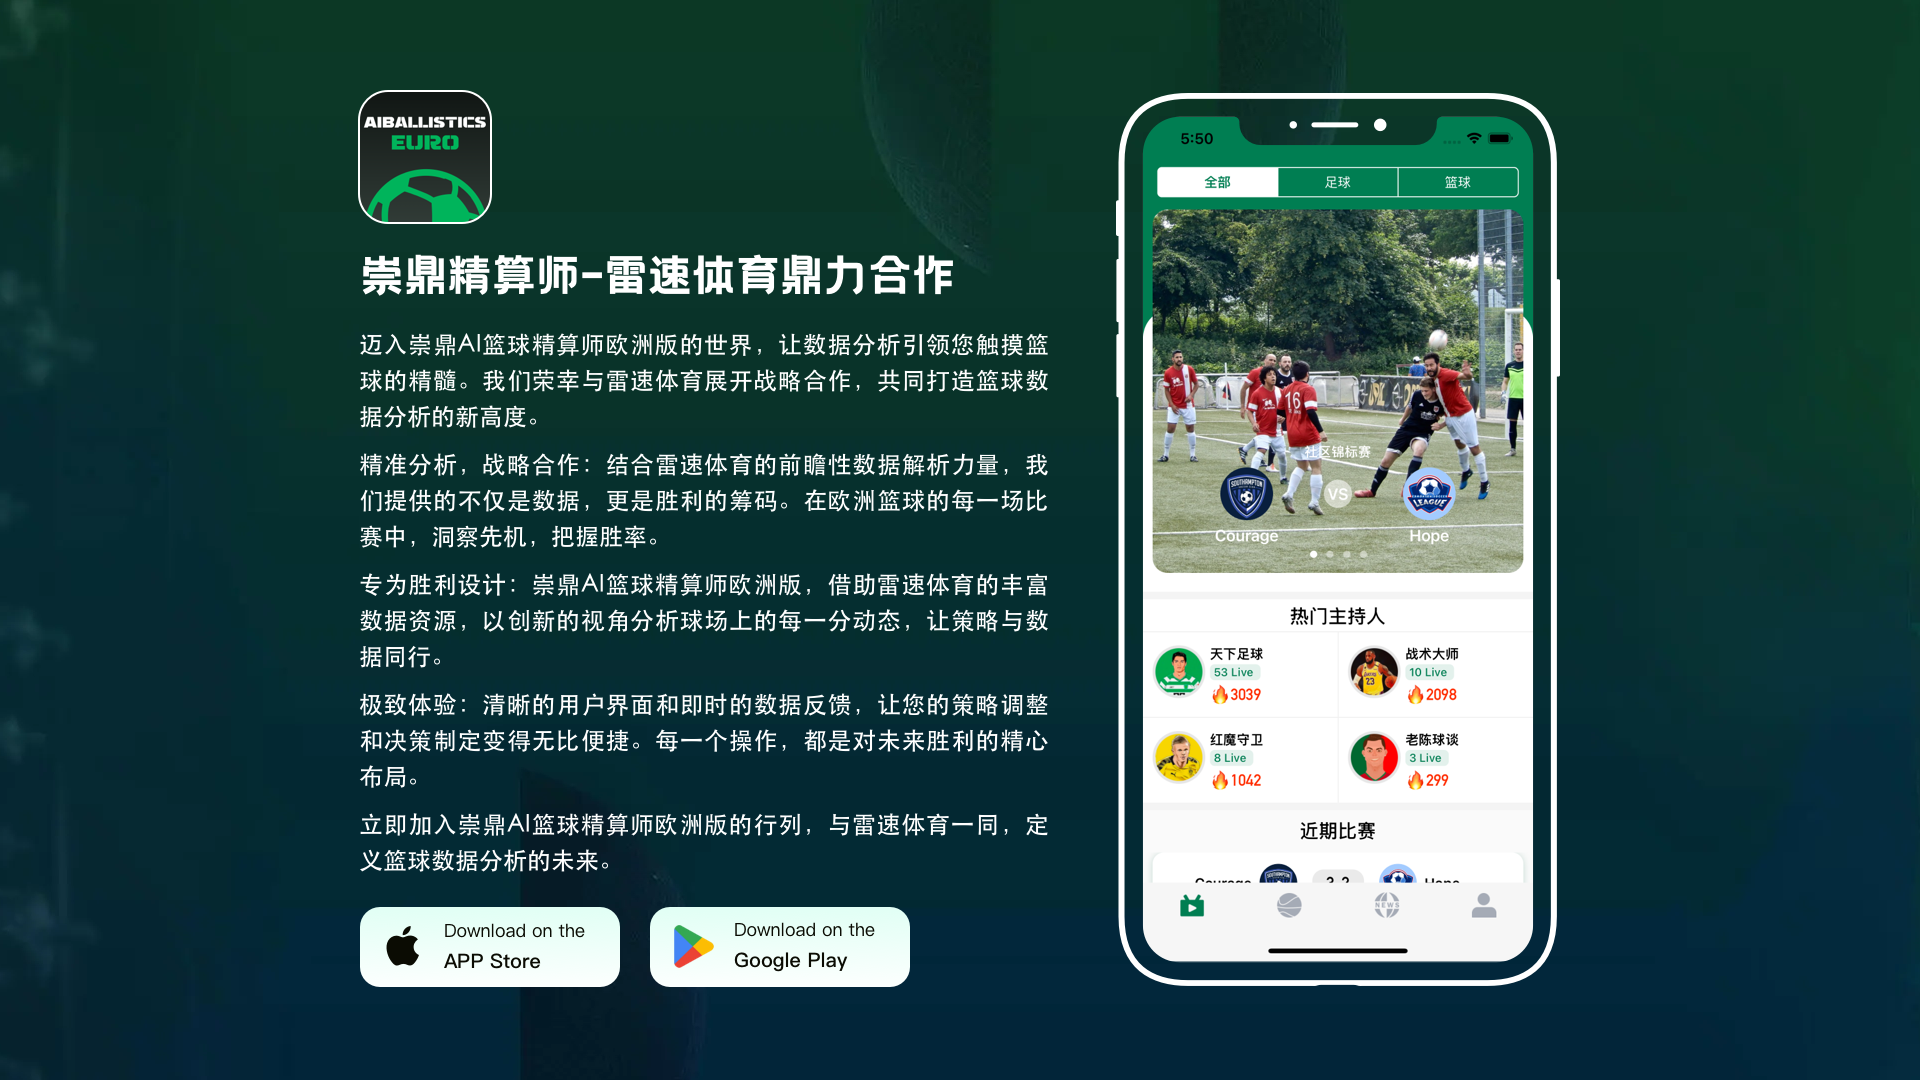 AIBALLISTICS
EURO
崇鼎精算师-雷速体育鼎力合作
迈入崇鼎AI篮球精算师欧洲版的世界，让数据分析引领您触摸篮
球的精髓。我们荣幸与雷速体育展开战略合作，共同打造篮球数
据分析的新高度。
精准分析，战略合作：结合雷速体育的前瞻性数据解析力量，我
们提供的不仅是数据，更是胜利的筹码。在欧洲篮球的每一场比
赛中，洞察先机，把握胜率。
专为胜利设计：崇鼎AI篮球精算师欧洲版，借助雷速体育的丰富
数据资源，以创新的视角分析球场上的每一分动态，让策略与数
据同行。
极致体验：清晰的用户界面和即时的数据反馈，让您的策略调整
和决策制定变得无比便捷。每一个操作，都是对未来胜利的精心
布局。
立即加入崇鼎AI篮球精算师欧洲版的行列，与雷速体育一同，定
义篮球数据分析的未来。
Download on the
APP Store
Download on the
Google Play
5:50
全部 足球 篮球
16
社区锦标赛
SOUTHAMPTON
VS
LEAGUE
Courage Hope
热门主持人
天下足球
53 Live
3039
战术大师
10 Live
2098
23
红魔守卫
8 Live
1042
老陈球谈
3 Live
299
近期比赛
Courage 3-2 Hope
NEWS